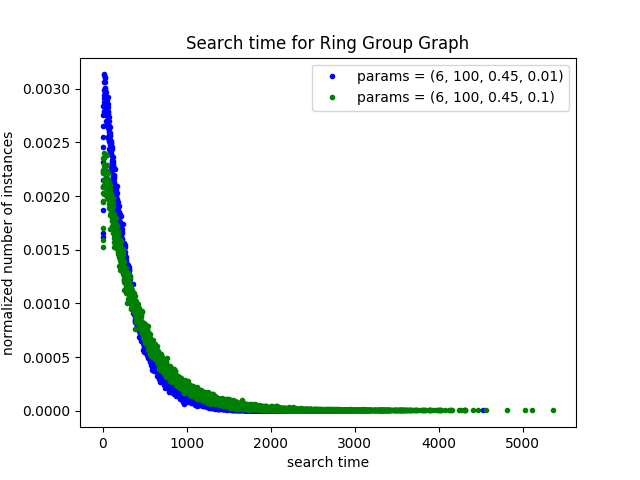 Search time for Ring Group Graph
params = (6, 100, 0.45, 0.01)
params = (6, 100, 0.45, 0.1)
normalized number of instances
0.0030
0.0025
0.0020
0.0015
0.0010
0.0005
0.0000
0 1000 2000 3000 4000 5000
search time